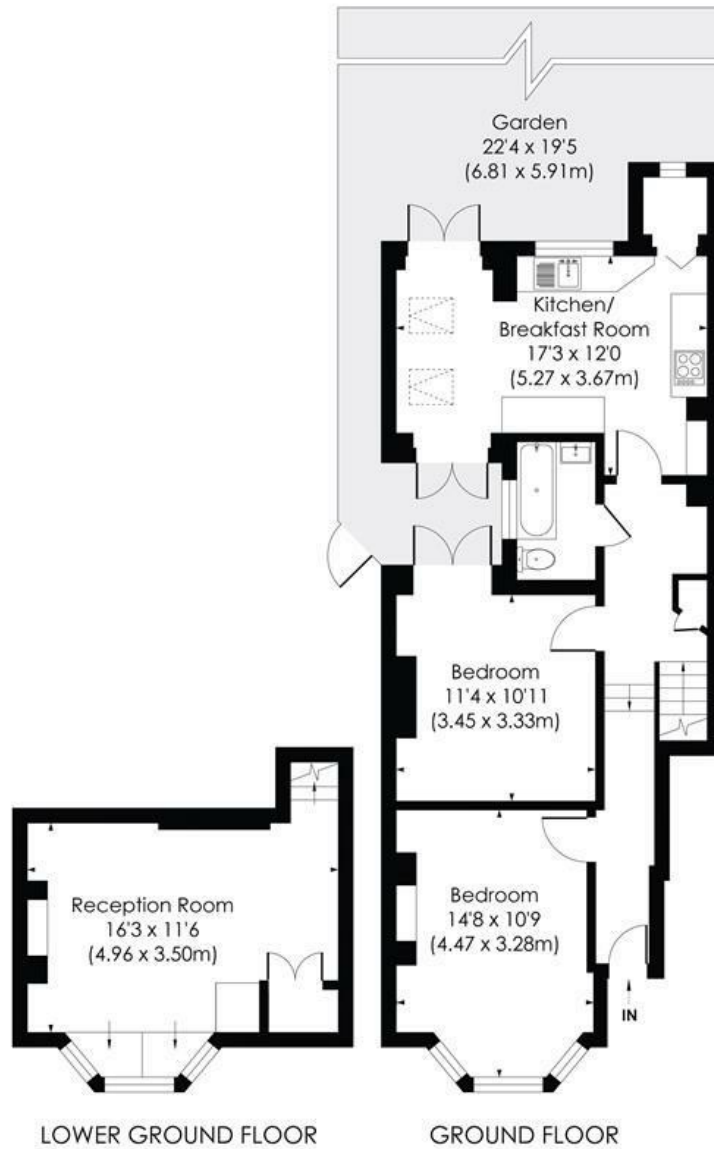 Garden
22'4 x 19'5
(6.81 x 5.91m)
Kitchen/
Breakfast Room
17'3 x 12'0
(5.27 x 3.67m)
Bedroom
11'4 x 10'11
(3.45 x 3.33m)
Bedroom
14'8 x 10'9
(4.47 x 3.28m)
IN
Reception Room
16'3 x 11'6
(4.96 x 3.50m)
LOWER GROUND FLOOR
GROUND FLOOR